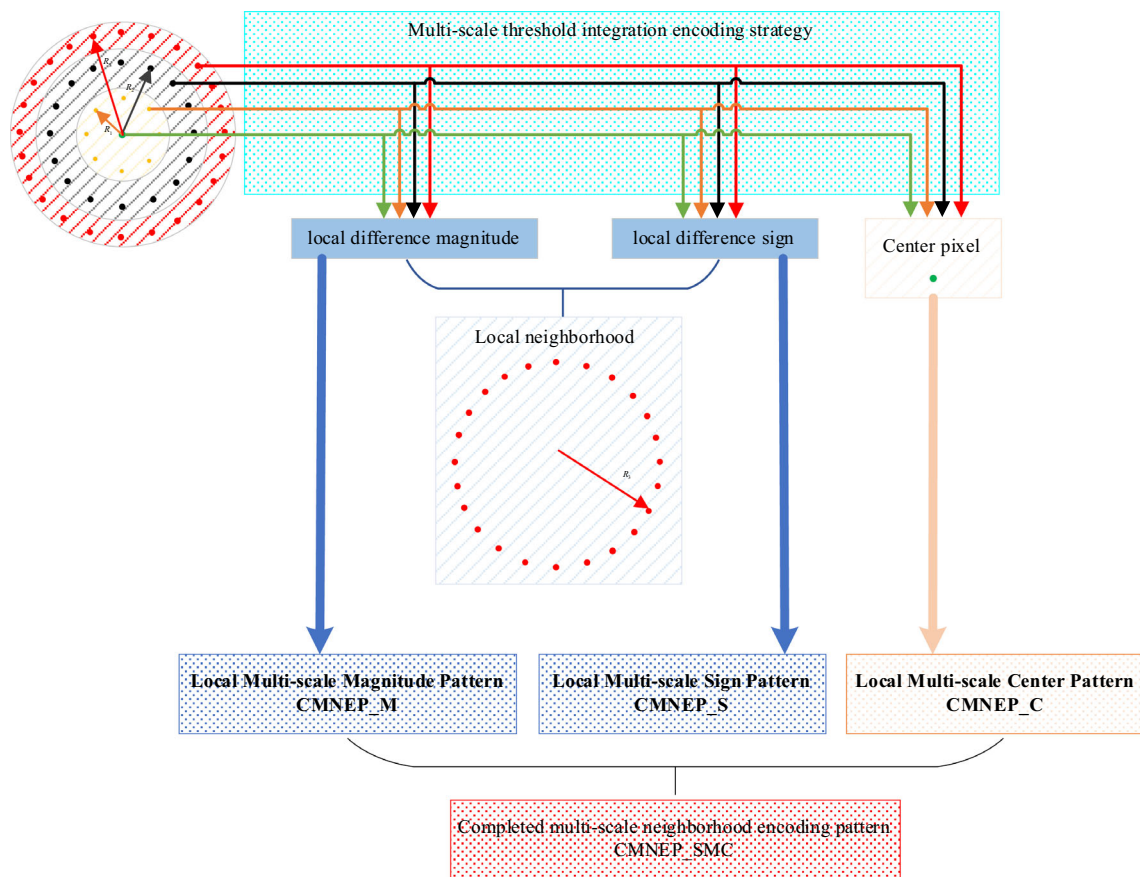 Multi-scale threshold integration encoding strategy
R₂
R₁
local difference magnitude
local difference sign
Center pixel
Local neighborhood
Local Multi-scale Magnitude Pattern
CMNEP_M
Local Multi-scale Sign Pattern
CMNEP_S
Local Multi-scale Center Pattern
CMNEP_C
Completed multi-scale neighborhood encoding pattern
CMNEP_SMC